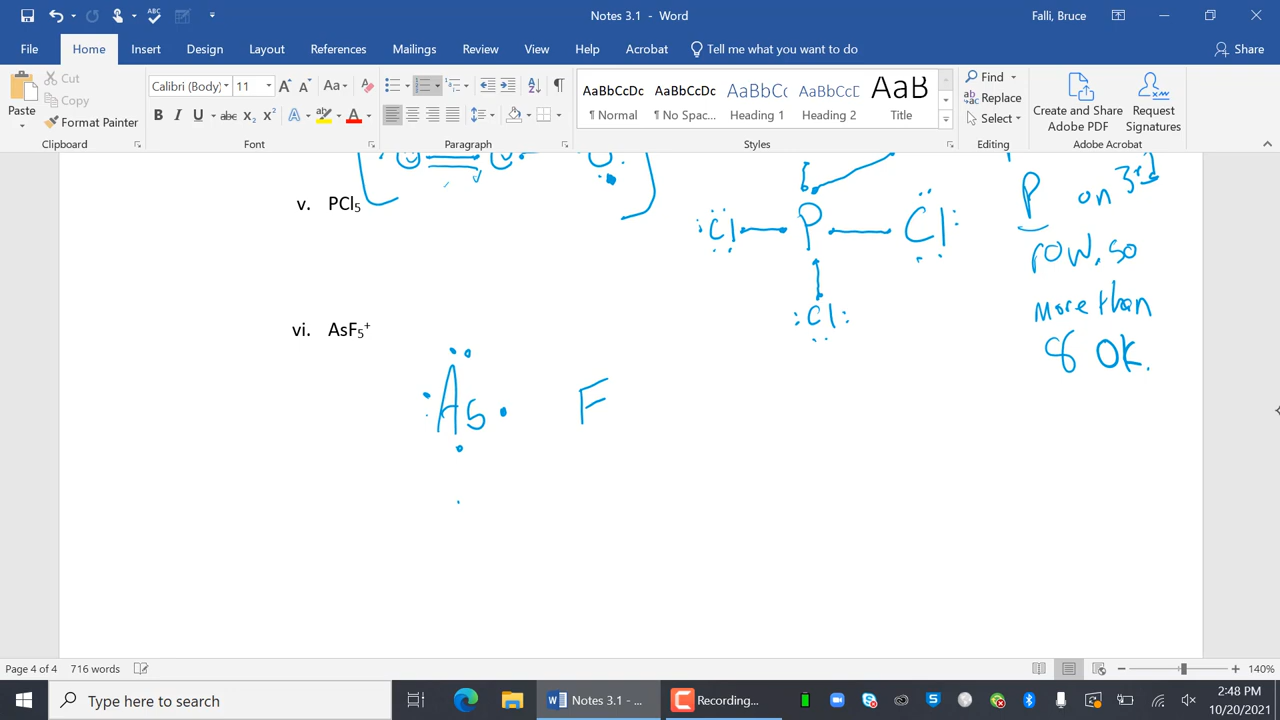 Notes 3.1 - Word
Falli, Bruce
File Home Insert Design Layout References Mailings Review View Help Acrobat Tell me what you want to do Share
Paste
Cut
Copy
Format Painter
Clipboard
Calibri (Body) 11
Font
Paragraph
AaBbCcDc AaBbCcDc AaBbCc AaBbCcD AaB
¶ Normal ¶ No Spac... Heading 1 Heading 2 Title
Styles
Find
Replace
Select
Editing
Create and Share Adobe PDF
Request Signatures
Adobe Acrobat
v. PCl₅
Cl P Cl
Cl
P on 3rd
row, so
more than
8 OK.
vi. AsF₅⁺
As F
Page 4 of 4 716 words
140%
Type here to search
Notes 3.1 - ...
Recording...
2:48 PM
10/20/2021